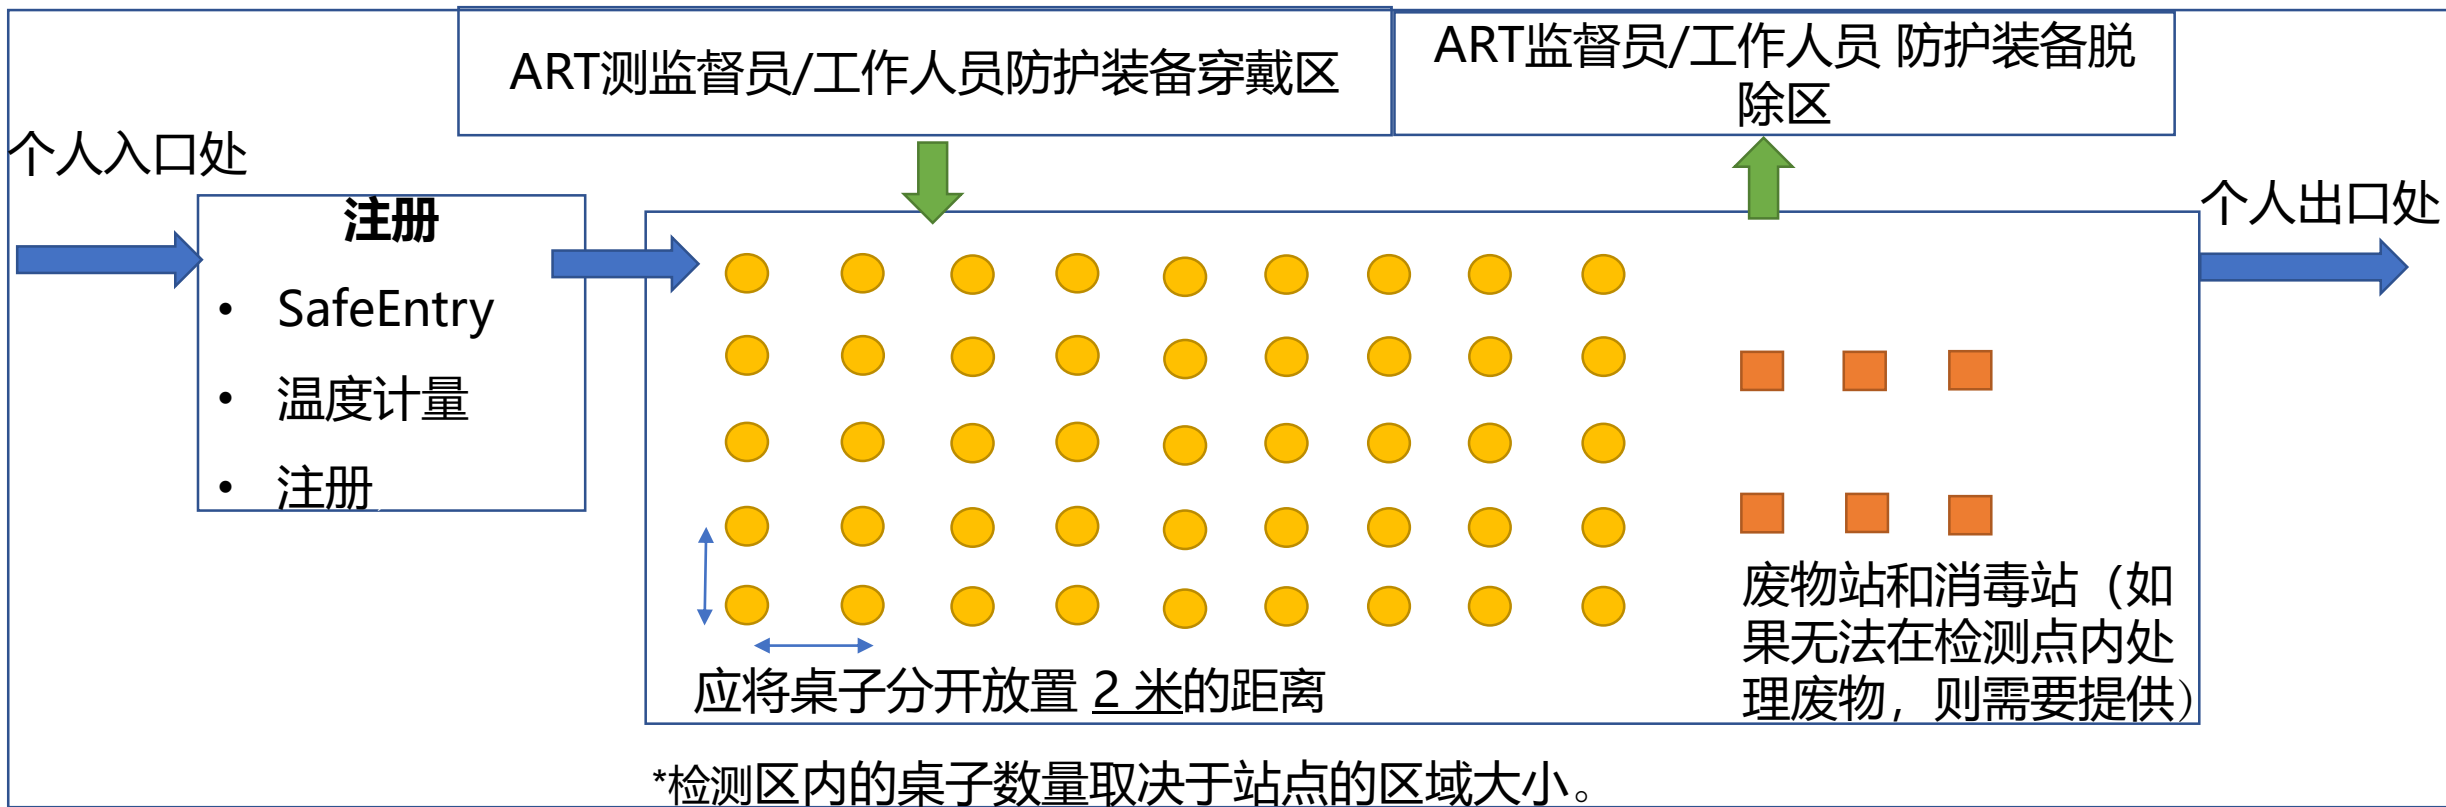 ART测监督员/工作人员防护装备穿戴区
ART监督员/工作人员 防护装备脱
除区
个人入口处
个人出口处
注册
• SafeEntry
• 温度计量
• 注册
应将桌子分开放置 2 米的距离
废物站和消毒站（如
果无法在检测点内处
理废物，则需要提供）
*检测区内的桌子数量取决于站点的区域大小。